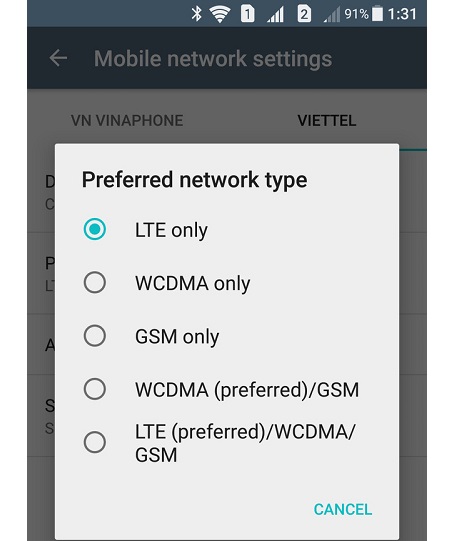 1 2 91% 1:31
Mobile network settings
VN VINAPHONE VIETTEL
Preferred network type
D
C
LTE only
P
L
WCDMA only
A
GSM only
S
S
WCDMA (preferred)/GSM
LTE (preferred)/WCDMA/
GSM
CANCEL